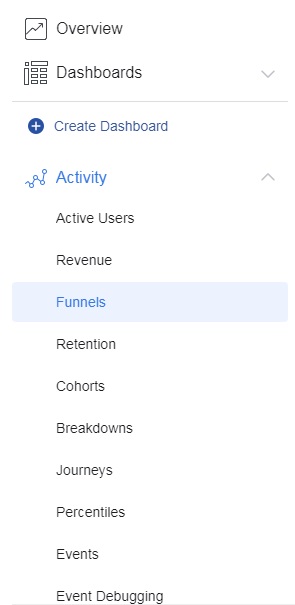 Overview
Dashboards
Create Dashboard
Activity
Active Users
Revenue
Funnels
Retention
Cohorts
Breakdowns
Journeys
Percentiles
Events
Event Debugging